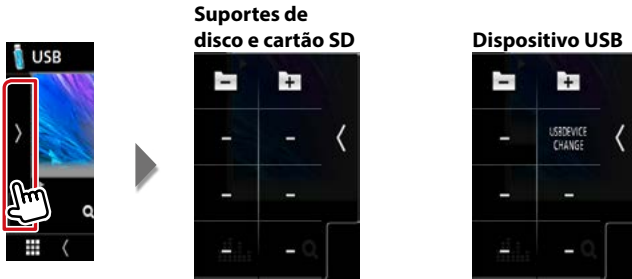 Suportes de
disco e cartão SD
Dispositivo USB
USB
USBDEVICE
CHANGE